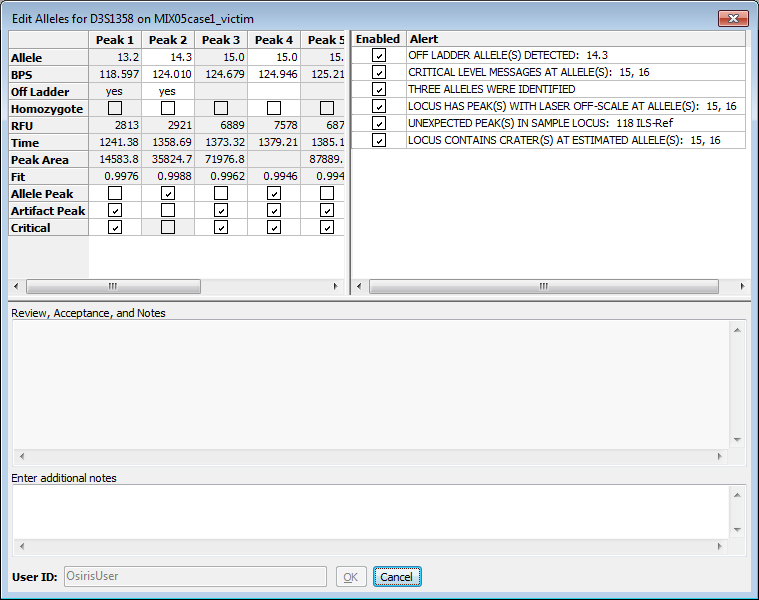 Edit Alleles for D3S1358 on MIX05case1_victim
Peak 1 Peak 2 Peak 3 Peak 4 Peak 5
Allele 13.2 14.3 15.0 15.0 15.
BPS 118.597 124.010 124.679 124.946 125.21
Off Ladder yes yes
Homozygote
RFU 2813 2921 6889 7578 687
Time 1241.38 1358.69 1373.32 1379.21 1385.1
Peak Area 14583.8 35824.7 71976.8 87889.
Fit 0.9976 0.9988 0.9962 0.9946 0.994
Allele Peak
Artifact Peak
Critical
Enabled Alert
OFF LADDER ALLELE(S) DETECTED: 14.3
CRITICAL LEVEL MESSAGES AT ALLELE(S): 15, 16
THREE ALLELES WERE IDENTIFIED
LOCUS HAS PEAK(S) WITH LASER OFF-SCALE AT ALLELE(S): 15, 16
UNEXPECTED PEAK(S) IN SAMPLE LOCUS: 118 ILS-Ref
LOCUS CONTAINS CRATER(S) AT ESTIMATED ALLELE(S): 15, 16
Review, Acceptance, and Notes
Enter additional notes
User ID: OsirisUser OK Cancel